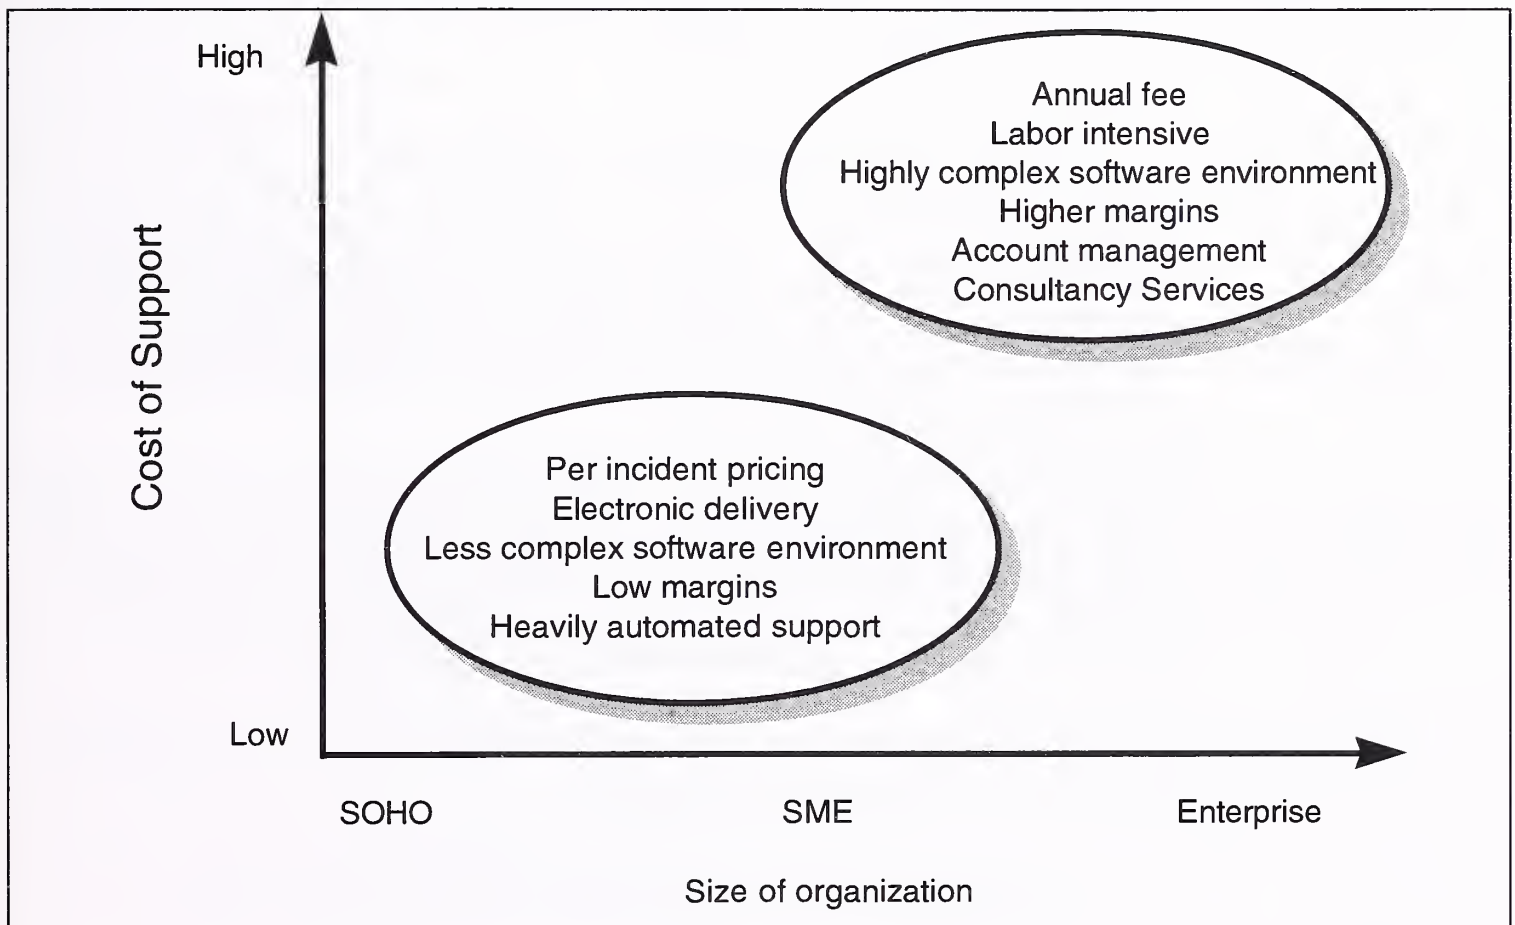 High
Annual fee
Labor intensive
Highly complex software environment
Higher margins
Account management
Consultancy Services
Cost of Support
Per incident pricing
Electronic delivery
Less complex software environment
Low margins
Heavily automated support
Low
SOHO
SME
Enterprise
Size of organization